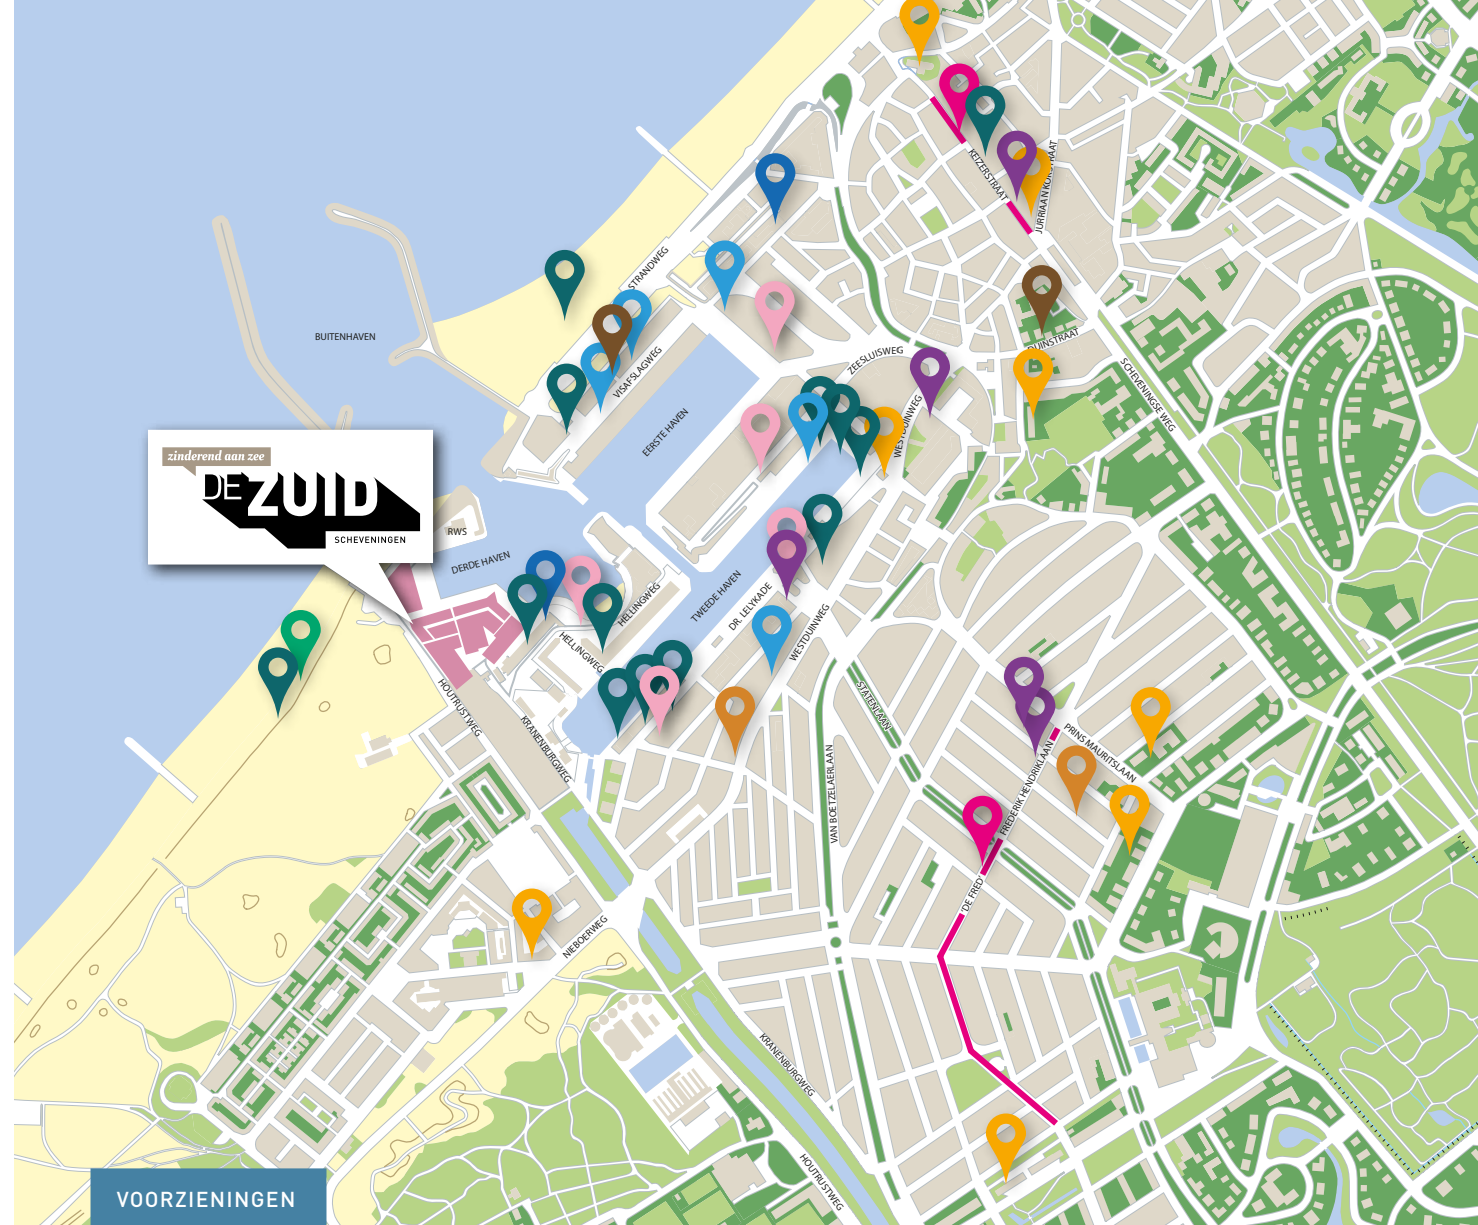 KEIZERSTRAAT
JURRIAAN KOKSTRAAT
STRANDWEG
BUITENHAVEN
DUINSTRAAT
ZEESLUISWEG
VISAFSLAGWEG
SCHEVENINGSE WEG
EERSTE HAVEN
WESTDUINWEG
zinderend aan zee
DE ZUID
SCHEVENINGEN
RWS
DERDE HAVEN
TWEEDE HAVEN
DR. LELYKADE
HELLINGWEG
HELLINGWEG
WESTDUINWEG
HOUTRUSTWEG
KRANENBURGWEG
STATENLAAN
VAN BOETZELAERLAAN
PRINS MAURITSLAAN
FREDERIK HENDRIKLAAN
'DE FRED'
NIEBOERWEG
KRANENBURGWEG
HOUTRUSTWEG
VOORZIENINGEN